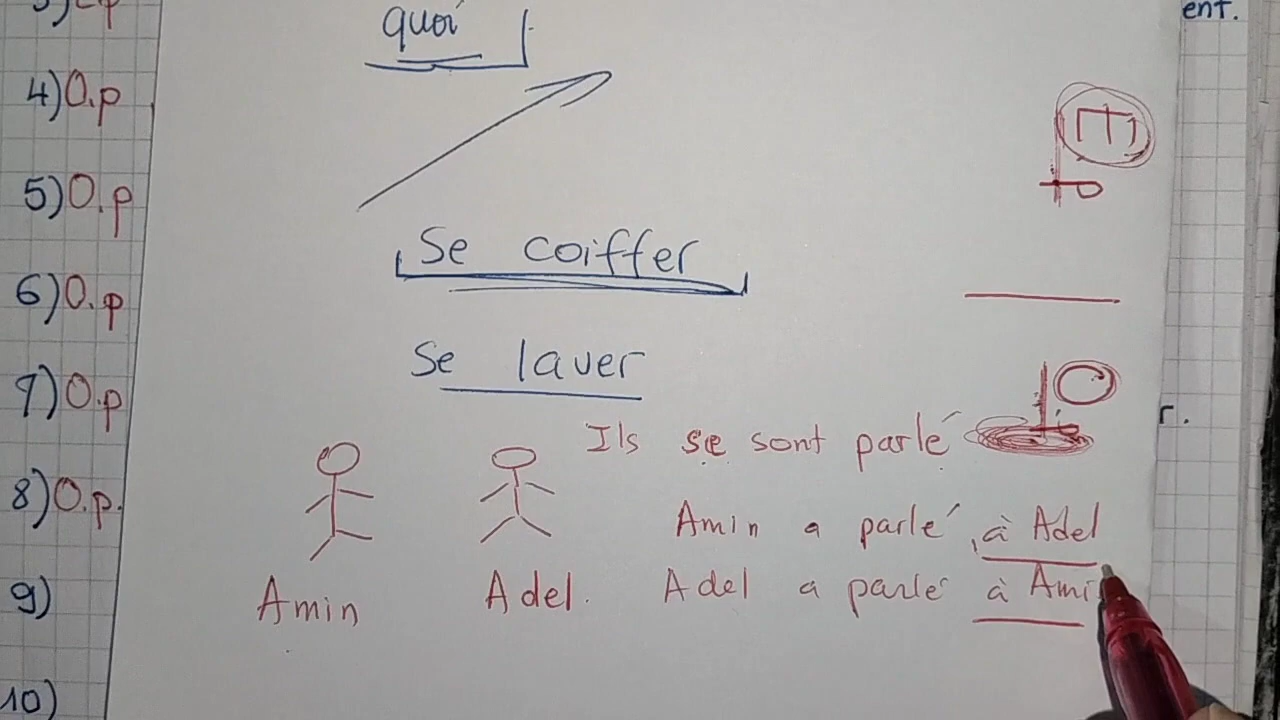 quoi
ent.
4) O.p
5) O.p
6) O.p
7) O.p
8) O.p.
9)
10)
Se coiffer
Se laver
r.
Ils se sont parlé
Amin a parlé à Adel
Adel a parlé à Ami
Amin
Adel.